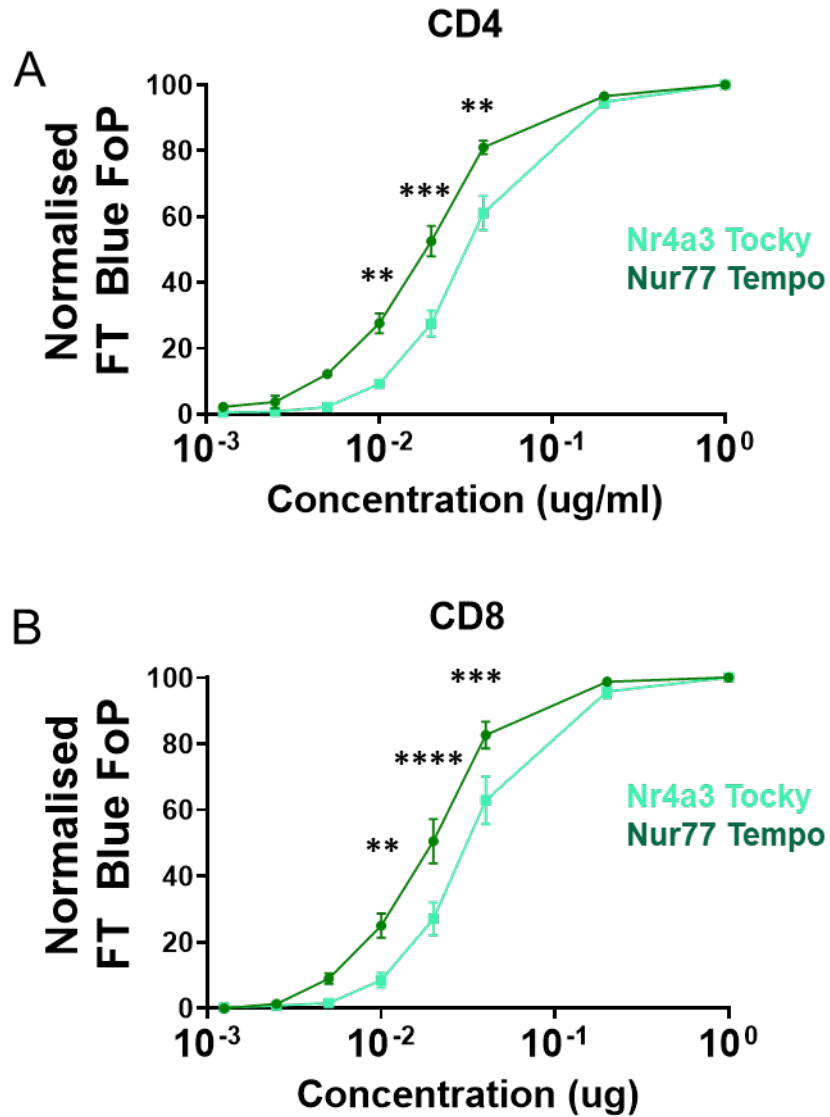 CD4
A
Normalised
FT Blue FoP
100
80
60
40
20
0
**
***
**
Nr4a3 Tocky
Nur77 Tempo
10⁻³ 10⁻² 10⁻¹ 10⁰
Concentration (ug/ml)
CD8
B
Normalised
FT Blue FoP
100
80
60
40
20
0
***
****
**
Nr4a3 Tocky
Nur77 Tempo
10⁻³ 10⁻² 10⁻¹ 10⁰
Concentration (ug)